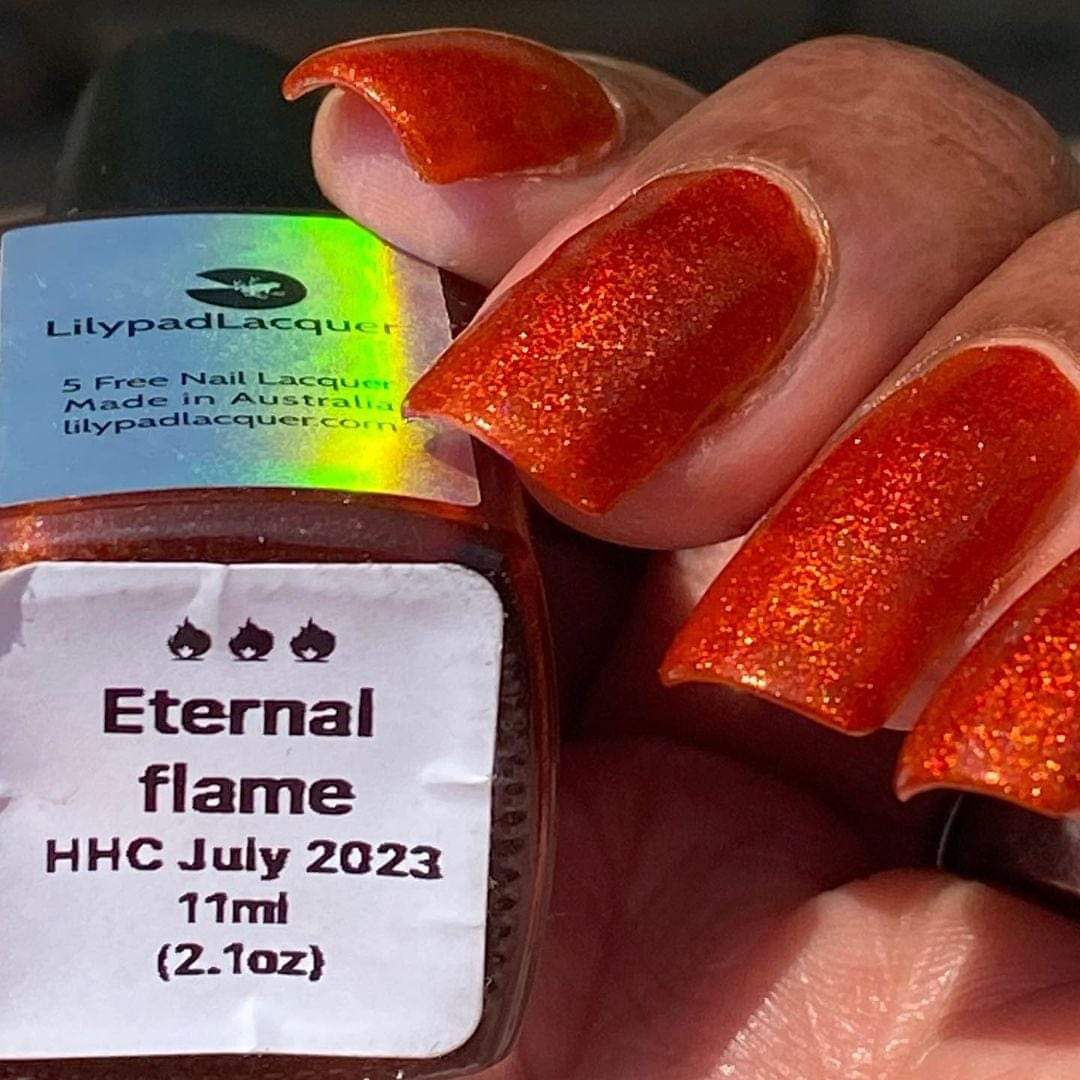 LilypadLacquer
5 Free Nail Lacquer
Made in Australia
lilypadlacquer.com
Eternal
flame
HHC July 2023
11ml
(2.1oz)